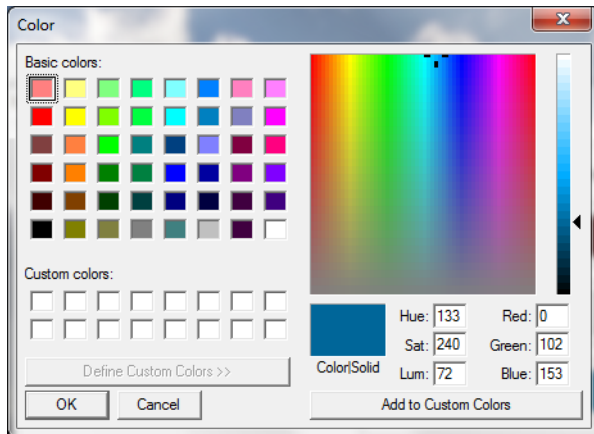 Color
Basic colors:
Custom colors:
Define Custom Colors >>
OK Cancel
Hue: 133 Red: 0
Sat: 240 Green: 102
Color|Solid Lum: 72 Blue: 153
Add to Custom Colors